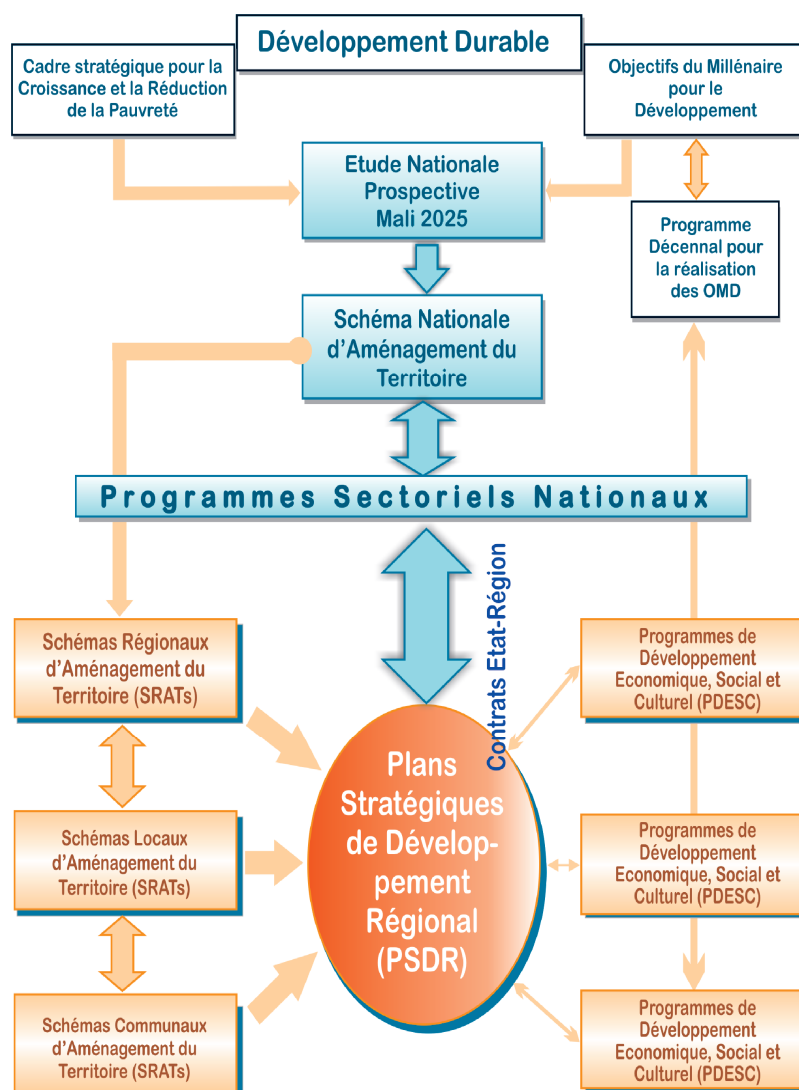 Développement Durable
Cadre stratégique pour la
Croissance et la Réduction
de la Pauvreté
Objectifs du Millénaire
pour le
Développement
Etude Nationale
Prospective
Mali 2025
Programme
Décennal pour
la réalisation
des OMD
Schéma Nationale
d'Aménagement du
Territoire
Programmes Sectoriels Nationaux
Contrats Etat-Région
Schémas Régionaux
d'Aménagement du
Territoire (SRATs)
Programmes de
Développement
Economique, Social et
Culturel (PDESC)
Plans
Stratégiques
de Dévelop-
pement
Régional
(PSDR)
Schémas Locaux
d'Aménagement du
Territoire (SRATs)
Programmes de
Développement
Economique, Social et
Culturel (PDESC)
Schémas Communaux
d'Aménagement du
Territoire (SRATs)
Programmes de
Développement
Economique, Social et
Culturel (PDESC)